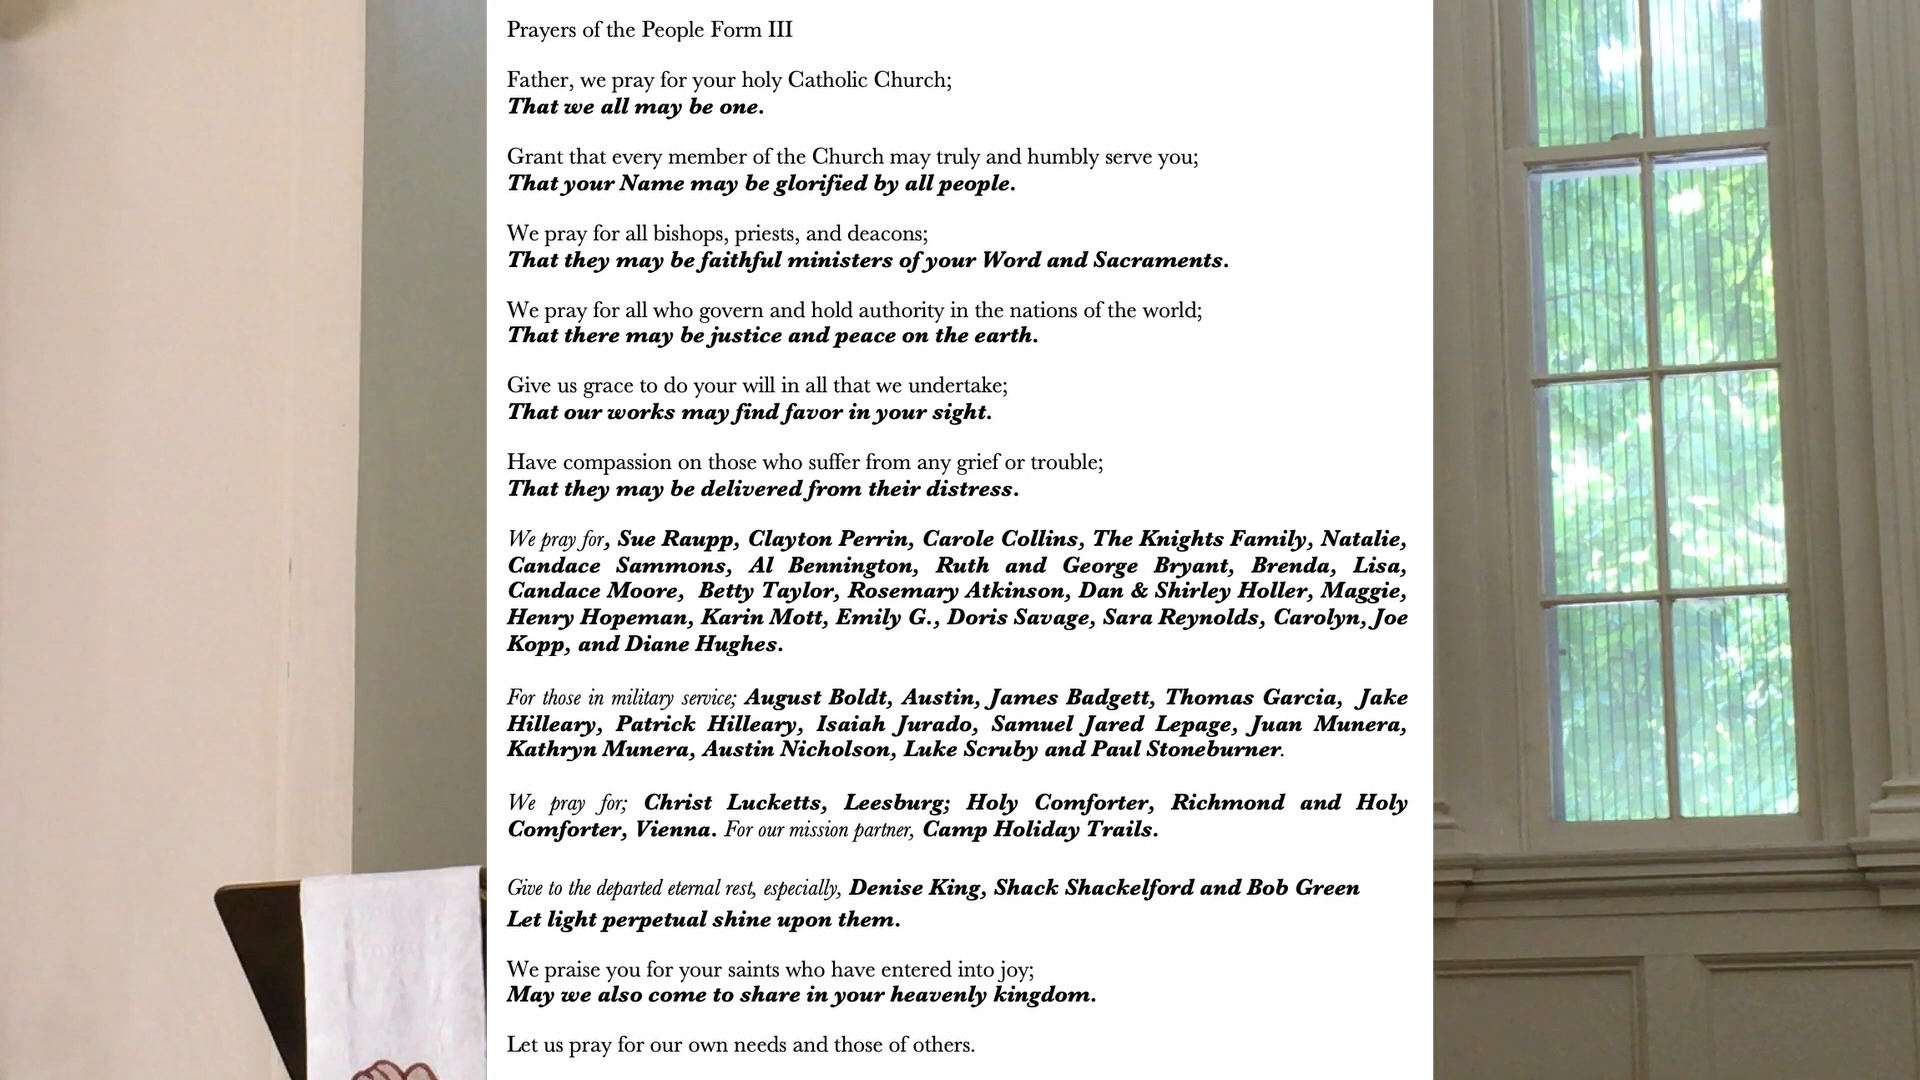 Prayers of the People Form III
Father, we pray for your holy Catholic Church;
That we all may be one.
Grant that every member of the Church may truly and humbly serve you;
That your Name may be glorified by all people.
We pray for all bishops, priests, and deacons;
That they may be faithful ministers of your Word and Sacraments.
We pray for all who govern and hold authority in the nations of the world;
That there may be justice and peace on the earth.
Give us grace to do your will in all that we undertake;
That our works may find favor in your sight.
Have compassion on those who suffer from any grief or trouble;
That they may be delivered from their distress.
We pray for, Sue Raupp, Clayton Perrin, Carole Collins, The Knights Family, Natalie,
Candace Sammons, Al Bennington, Ruth and George Bryant, Brenda, Lisa,
Candace Moore, Betty Taylor, Rosemary Atkinson, Dan & Shirley Holler, Maggie,
Henry Hopeman, Karin Mott, Emily G., Doris Savage, Sara Reynolds, Carolyn, Joe
Kopp, and Diane Hughes.
For those in military service; August Boldt, Austin, James Badgett, Thomas Garcia, Jake
Hilleary, Patrick Hilleary, Isaiah Jurado, Samuel Jared Lepage, Juan Munera,
Kathryn Munera, Austin Nicholson, Luke Scruby and Paul Stoneburner.
We pray for; Christ Lucketts, Leesburg; Holy Comforter, Richmond and Holy
Comforter, Vienna. For our mission partner, Camp Holiday Trails.
Give to the departed eternal rest, especially, Denise King, Shack Shackelford and Bob Green
Let light perpetual shine upon them.
We praise you for your saints who have entered into joy;
May we also come to share in your heavenly kingdom.
Let us pray for our own needs and those of others.